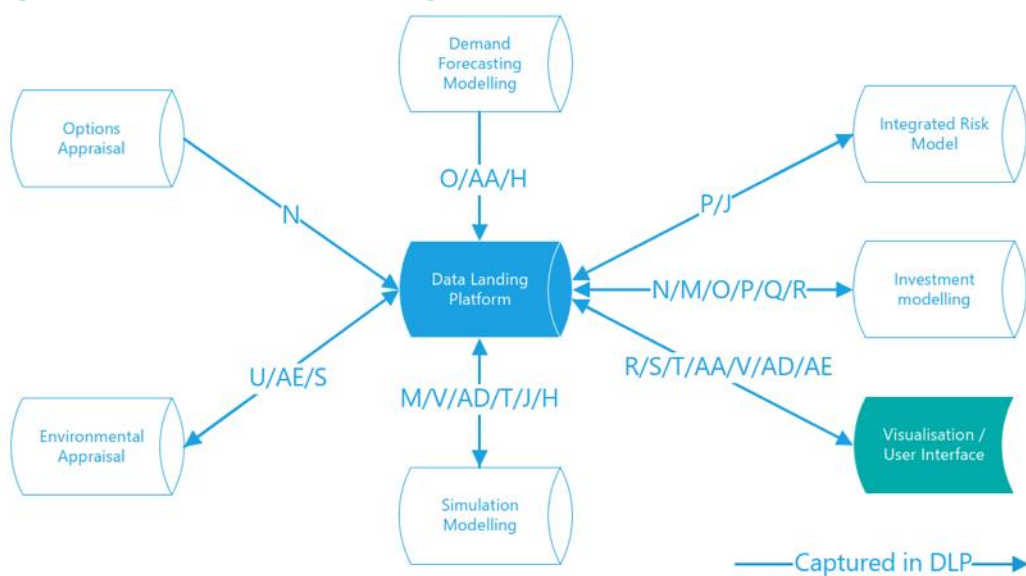 Demand
Forecasting
Modelling
Options
Appraisal
Integrated Risk
Model
O/AA/H
N
P/J
Data Landing
Platform
N/M/O/P/Q/R
Investment
modelling
U/AE/S
M/V/AD/T/J/H
R/S/T/AA/V/AD/AE
Environmental
Appraisal
Visualisation /
User Interface
Simulation
Modelling
Captured in DLP